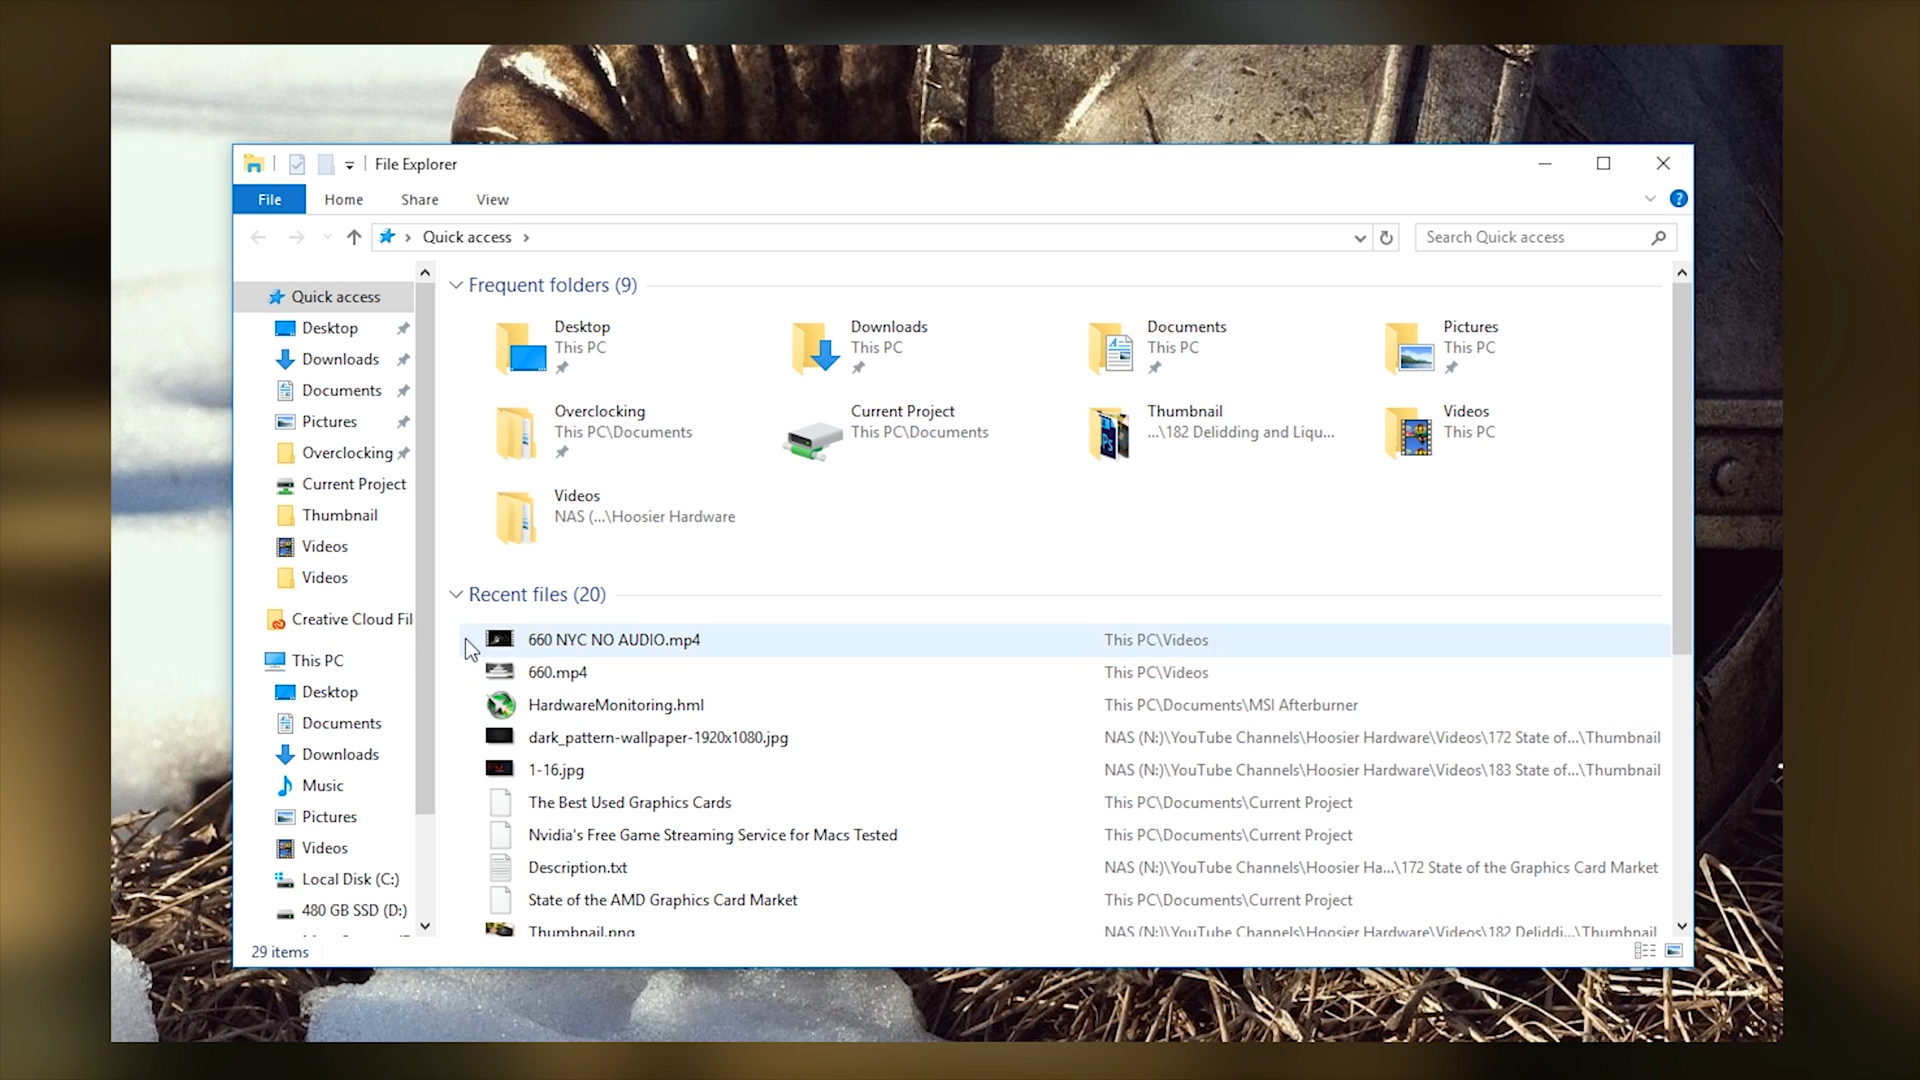 File Explorer
File Home Share View
Quick access
Search Quick access
Quick access
Desktop
Downloads
Documents
Pictures
Overclocking
Current Project
Thumbnail
Videos
Videos
Creative Cloud Fil
This PC
Desktop
Documents
Downloads
Music
Pictures
Videos
Local Disk (C:)
480 GB SSD (D:)
Frequent folders (9)
Desktop
This PC
Downloads
This PC
Documents
This PC
Pictures
This PC
Overclocking
This PC\Documents
Current Project
This PC\Documents
Thumbnail
...\182 Delidding and Liqu...
Videos
This PC
Videos
NAS (...\Hoosier Hardware
Recent files (20)
660 NYC NO AUDIO.mp4 This PC\Videos
660.mp4 This PC\Videos
HardwareMonitoring.hml This PC\Documents\MSI Afterburner
dark_pattern-wallpaper-1920x1080.jpg NAS (N:)\YouTube Channels\Hoosier Hardware\Videos\172 State of...\Thumbnail
1-16.jpg NAS (N:)\YouTube Channels\Hoosier Hardware\Videos\183 State of...\Thumbnail
The Best Used Graphics Cards This PC\Documents\Current Project
Nvidia's Free Game Streaming Service for Macs Tested This PC\Documents\Current Project
Description.txt NAS (N:)\YouTube Channels\Hoosier Ha...\172 State of the Graphics Card Market
State of the AMD Graphics Card Market This PC\Documents\Current Project
Thumbnail.png NAS (N:)\YouTube Channels\Hoosier Hardware\Videos\182 Deliddi...\Thumbnail
29 items